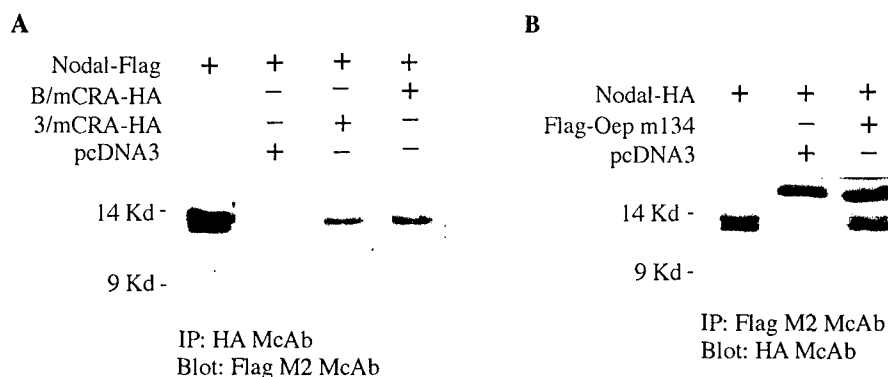 A
Nodal-Flag + + + +
B/mCRA-HA − − +
3/mCRA-HA − + −
pcDNA3 + − −
14 Kd -
9 Kd -
IP: HA McAb
Blot: Flag M2 McAb
B
Nodal-HA + + +
Flag-Oep m134 − +
pcDNA3 + −
14 Kd -
9 Kd -
IP: Flag M2 McAb
Blot: HA McAb